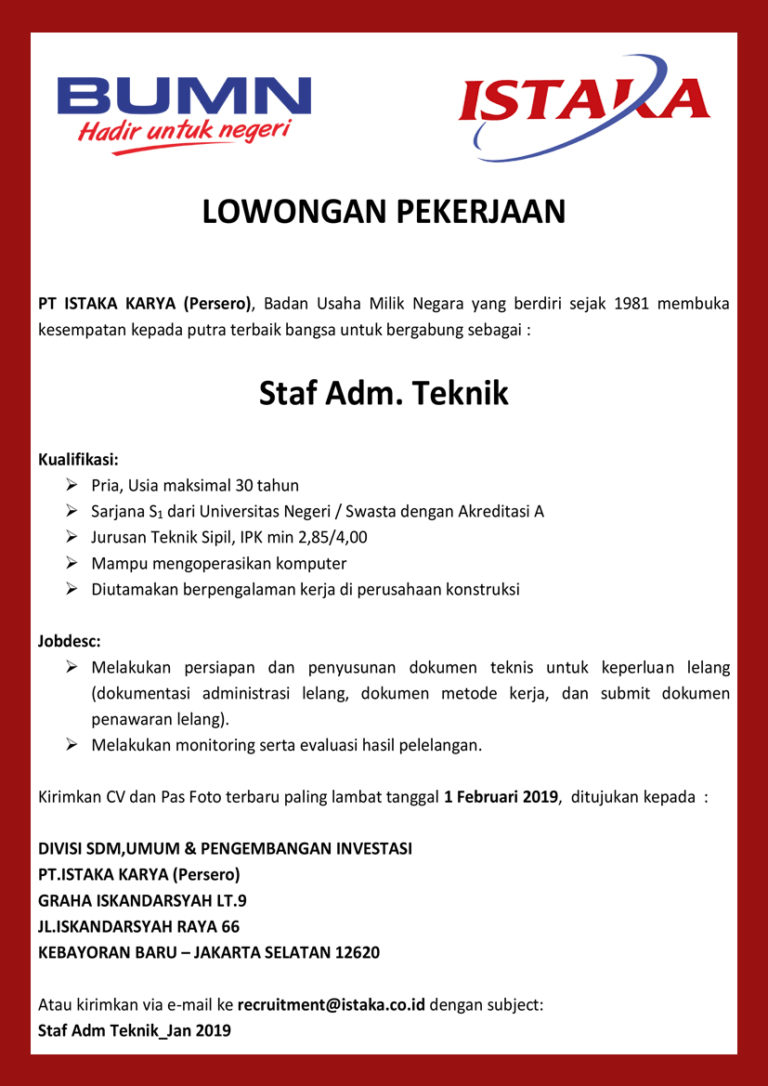 BUMN
Hadir untuk negeri
ISTAKA
LOWONGAN PEKERJAAN
PT ISTAKA KARYA (Persero), Badan Usaha Milik Negara yang berdiri sejak 1981 membuka
kesempatan kepada putra terbaik bangsa untuk bergabung sebagai :
Staf Adm. Teknik
Kualifikasi:
➢ Pria, Usia maksimal 30 tahun
➢ Sarjana S₁ dari Universitas Negeri / Swasta dengan Akreditasi A
➢ Jurusan Teknik Sipil, IPK min 2,85/4,00
➢ Mampu mengoperasikan komputer
➢ Diutamakan berpengalaman kerja di perusahaan konstruksi
Jobdesc:
➢ Melakukan persiapan dan penyusunan dokumen teknis untuk keperluan lelang
(dokumentasi administrasi lelang, dokumen metode kerja, dan submit dokumen
penawaran lelang).
➢ Melakukan monitoring serta evaluasi hasil pelelangan.
Kirimkan CV dan Pas Foto terbaru paling lambat tanggal 1 Februari 2019, ditujukan kepada :
DIVISI SDM,UMUM & PENGEMBANGAN INVESTASI
PT.ISTAKA KARYA (Persero)
GRAHA ISKANDARSYAH LT.9
JL.ISKANDARSYAH RAYA 66
KEBAYORAN BARU – JAKARTA SELATAN 12620
Atau kirimkan via e-mail ke recruitment@istaka.co.id dengan subject:
Staf Adm Teknik_Jan 2019